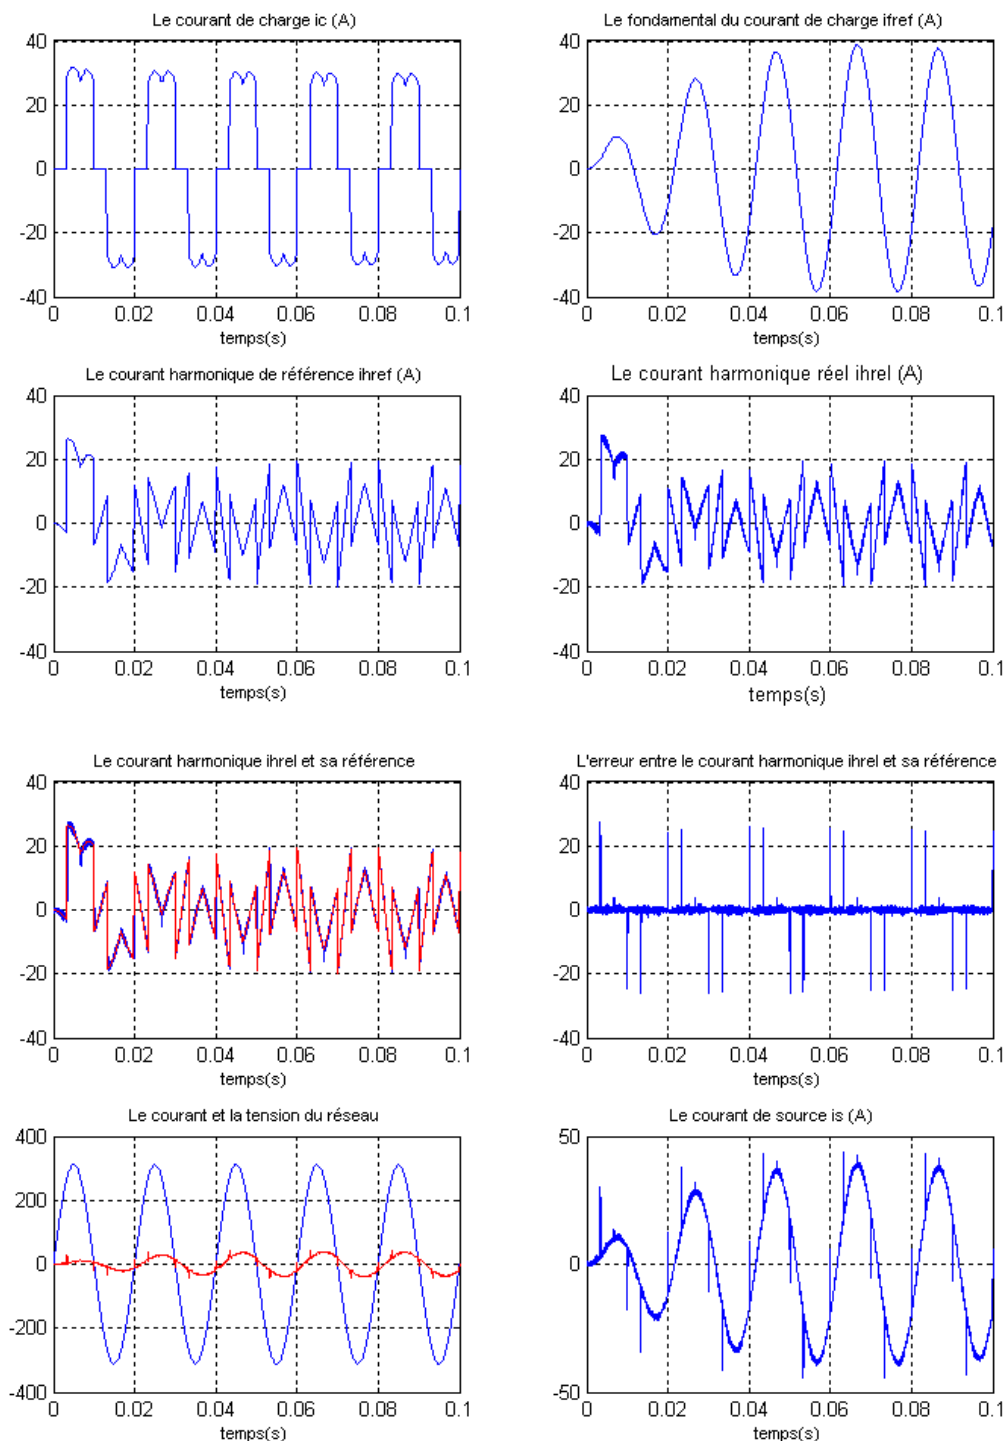 Le courant de charge ic (A)
Le fondamental du courant de charge ifref (A)
40
20
0
-20
-40
0 0.02 0.04 0.06 0.08 0.1
temps(s)
40
20
0
-20
-40
0 0.02 0.04 0.06 0.08 0.1
temps(s)
Le courant harmonique de référence ihref (A)
Le courant harmonique réel ihrel (A)
40
20
0
-20
-40
0 0.02 0.04 0.06 0.08 0.1
temps(s)
40
20
0
-20
-40
0 0.02 0.04 0.06 0.08 0.1
temps(s)
Le courant harmonique ihrel et sa référence
L'erreur entre le courant harmonique ihrel et sa référence
40
20
0
-20
-40
0 0.02 0.04 0.06 0.08 0.1
temps(s)
40
20
0
-20
-40
0 0.02 0.04 0.06 0.08 0.1
temps(s)
Le courant et la tension du réseau
Le courant de source is (A)
400
200
0
-200
-400
0 0.02 0.04 0.06 0.08 0.1
temps(s)
50
0
-50
0 0.02 0.04 0.06 0.08 0.1
temps(s)